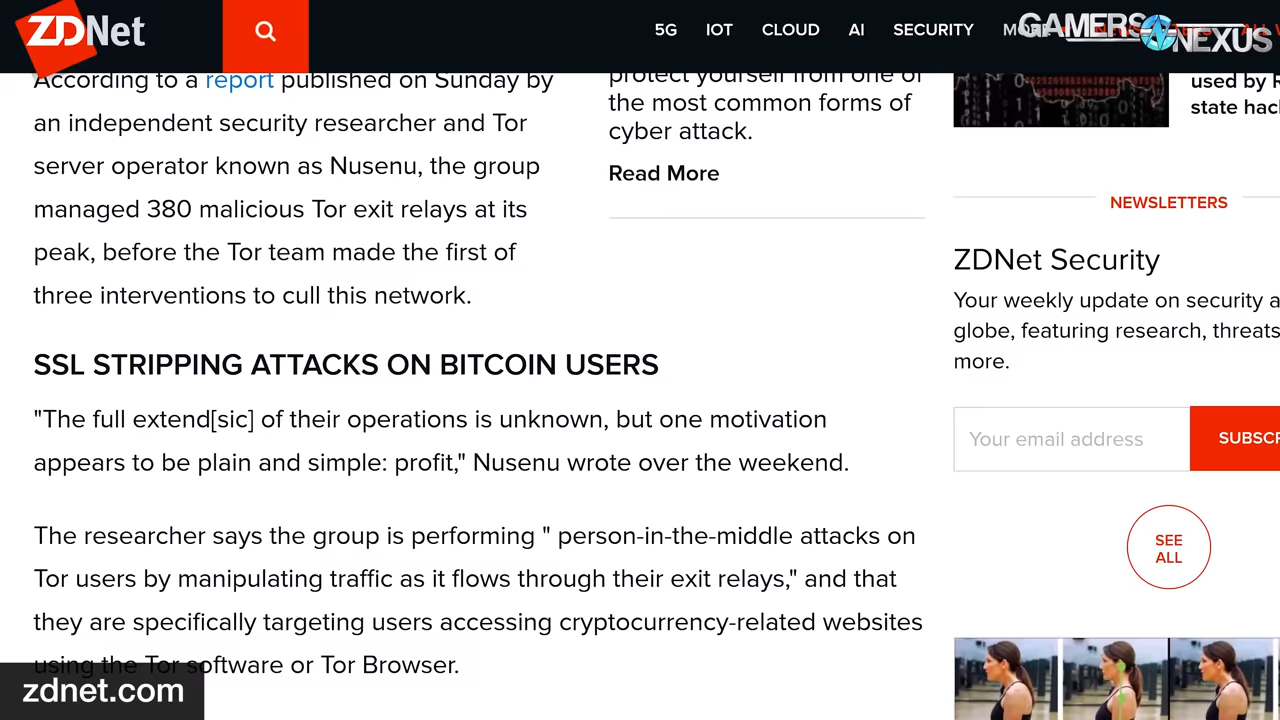 ZDNet
5G IOT CLOUD AI SECURITY
GAMERS NEXUS
According to a report published on Sunday by
an independent security researcher and Tor
server operator known as Nusenu, the group
managed 380 malicious Tor exit relays at its
peak, before the Tor team made the first of
three interventions to cull this network.
protect yourself from one of
the most common forms of
cyber attack.
Read More
SSL STRIPPING ATTACKS ON BITCOIN USERS
"The full extend[sic] of their operations is unknown, but one motivation
appears to be plain and simple: profit," Nusenu wrote over the weekend.
The researcher says the group is performing " person-in-the-middle attacks on
Tor users by manipulating traffic as it flows through their exit relays," and that
they are specifically targeting users accessing cryptocurrency-related websites
using the Tor software or Tor Browser.
zdnet.com
used by R
state hac
NEWSLETTERS
ZDNet Security
Your weekly update on security a
globe, featuring research, threats
more.
Your email address
SUBSCR
SEE
ALL